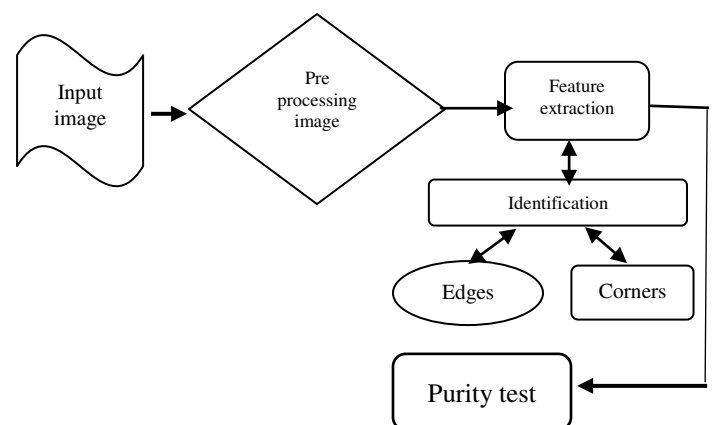 Input
image
Pre
processing
image
Feature
extraction
Identification
Edges
Corners
Purity test